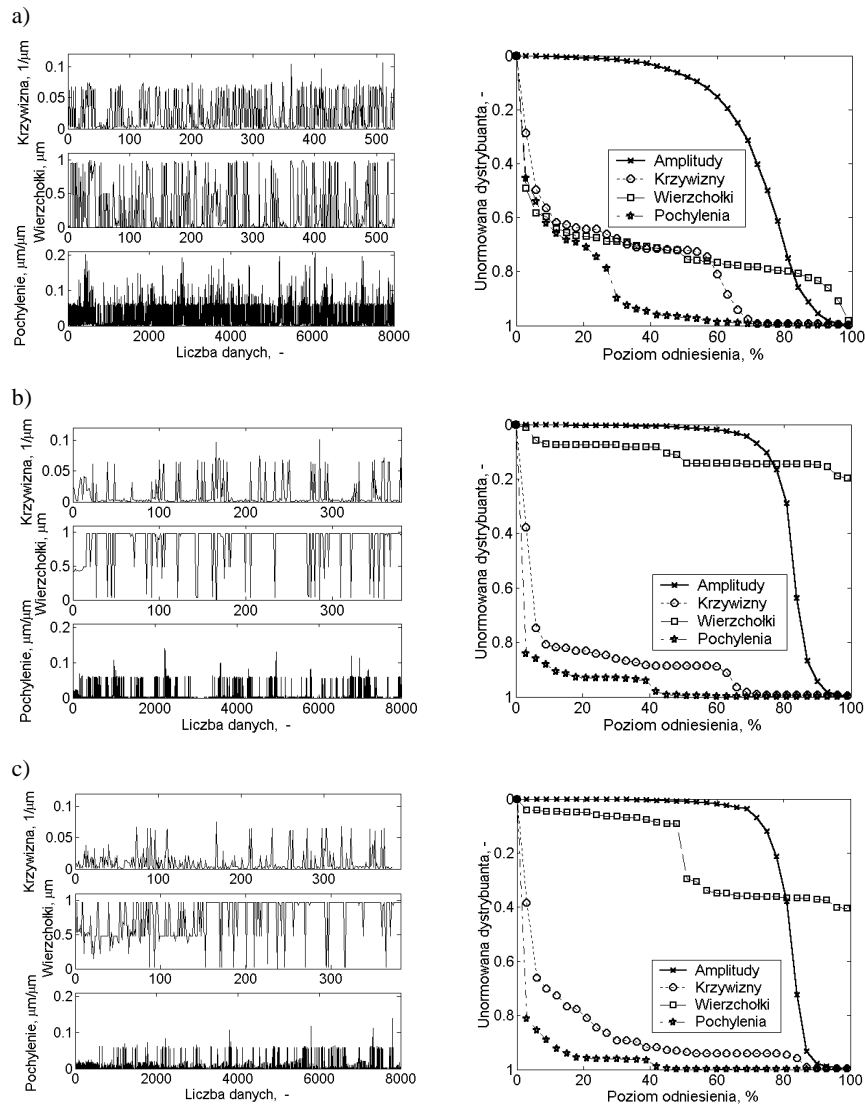 a)
Krzywizna, 1/μm
0.1
0.05
0
0 100 200 300 400 500
Wierzchołki, μm
1
0.5
0
0 100 200 300 400 500
Pochylenie, μm/μm
0.2
0.1
0
0 2000 4000 6000 8000
Liczba danych, -
Unormowana dystrybuanta, -
0
0.2
0.4
0.6
0.8
1
0 20 40 60 80 100
Poziom odniesienia, %
Amplitudy
Krzywizny
Wierzchołki
Pochylenia
b)
Krzywizna, 1/μm
0.1
0.05
0
0 100 200 300
Wierzchołki, μm
1
0.5
0
0 100 200 300
Pochylenie, μm/μm
0.2
0.1
0
0 2000 4000 6000 8000
Liczba danych, -
Unormowana dystrybuanta, -
0
0.2
0.4
0.6
0.8
1
0 20 40 60 80 100
Poziom odniesienia, %
Amplitudy
Krzywizny
Wierzchołki
Pochylenia
c)
Krzywizna, 1/μm
0.1
0.05
0
0 100 200 300
Wierzchołki, μm
1
0.5
0
0 100 200 300
Pochylenie, μm/μm
0.2
0.1
0
0 2000 4000 6000 8000
Liczba danych, -
Unormowana dystrybuanta, -
0
0.2
0.4
0.6
0.8
1
0 20 40 60 80 100
Poziom odniesienia, %
Amplitudy
Krzywizny
Wierzchołki
Pochylenia